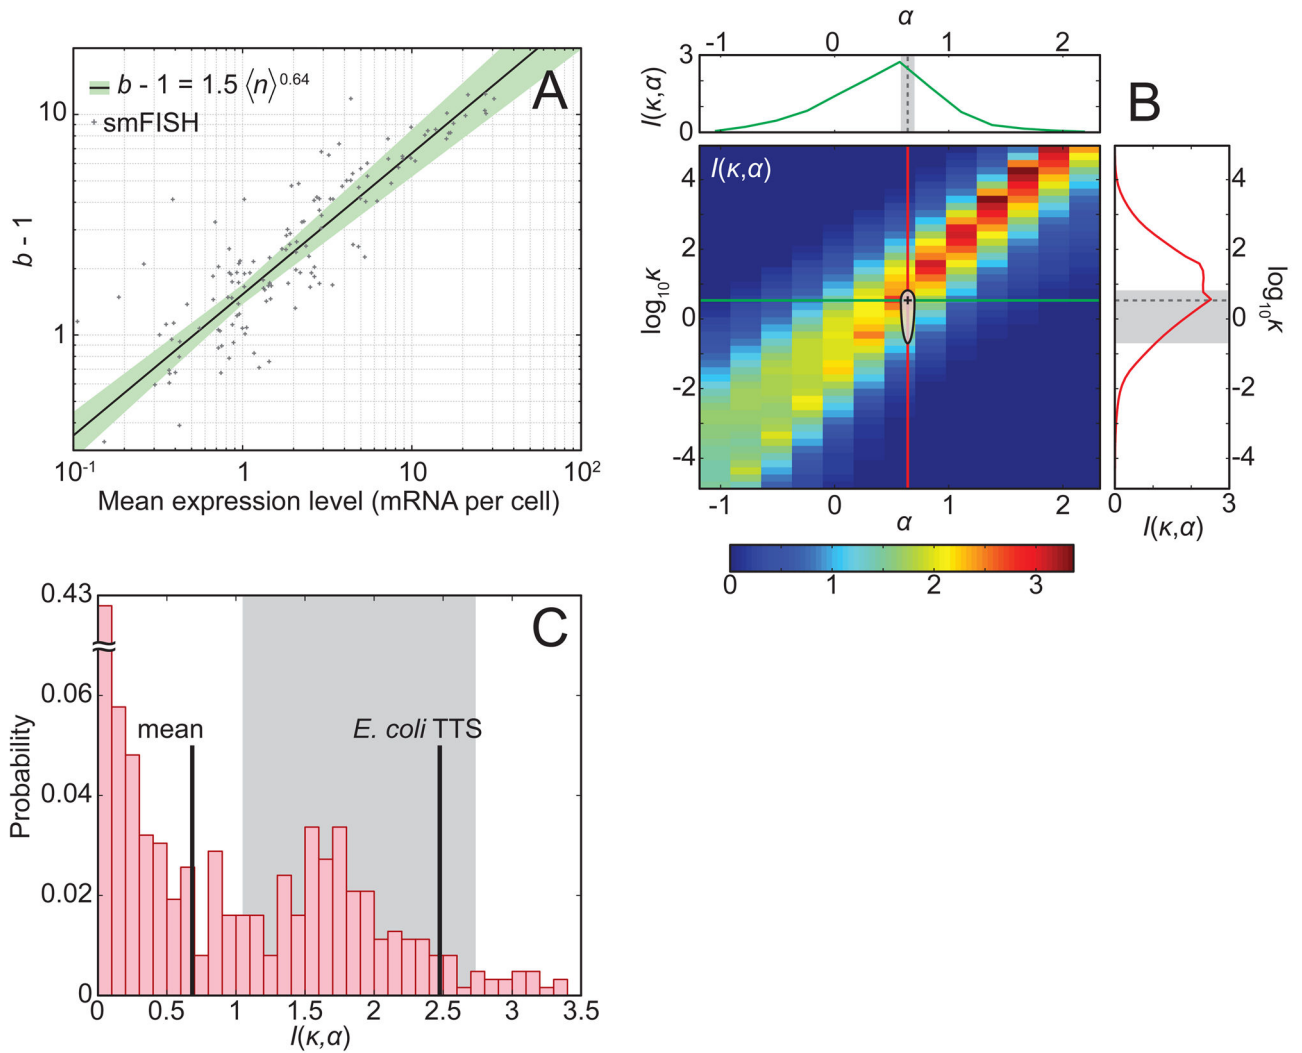 b - 1 = 1.5 ⟨n⟩^0.64
smFISH
A
10
1
b - 1
10^-1 1 10 10^2
Mean expression level (mRNA per cell)
α
-1 0 1 2
3
0
I(κ,α)
B
I(κ,α)
4
2
0
-2
-4
log10κ
-1 0 1 2
α
4
2
0
-2
-4
log10κ
0 3
I(κ,α)
0 1 2 3
0.43
0.06
0.04
0.02
0
Probability
C
mean
E. coli TTS
0 0.5 1 1.5 2 2.5 3 3.5
I(κ,α)